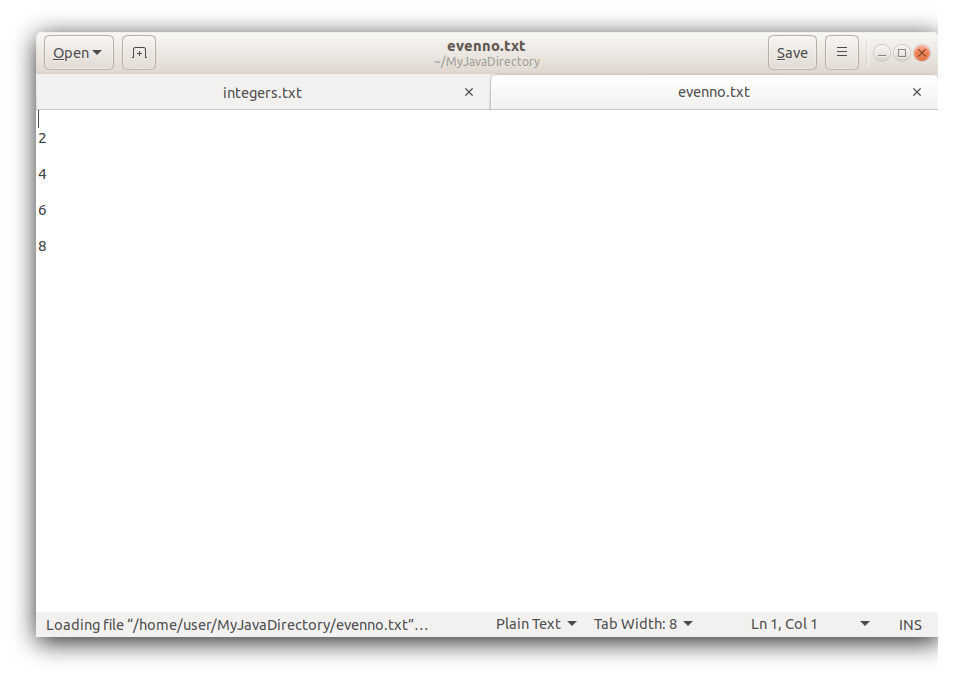 Open
evenno.txt
~/MyJavaDirectory
Save
integers.txt
evenno.txt
2
4
6
8
Loading file “/home/user/MyJavaDirectory/evenno.txt”…
Plain Text
Tab Width: 8
Ln 1, Col 1
INS